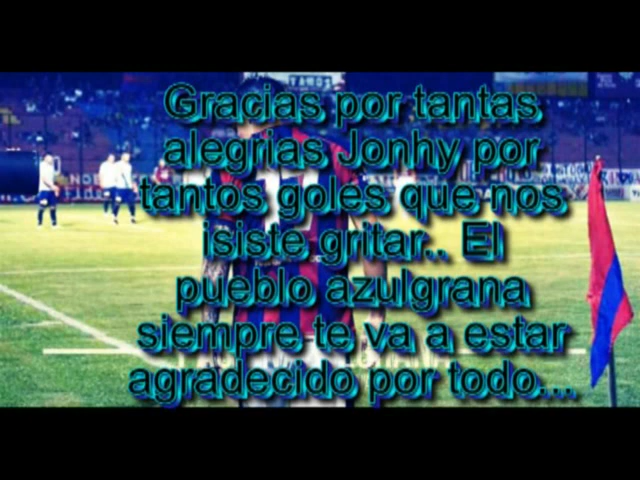 Gracias por tantas
alegrias Jonhy por
tantos goles que nos
isiste gritar.. El
pueblo azulgrana
siempre te va a estar
agradecido por todo...